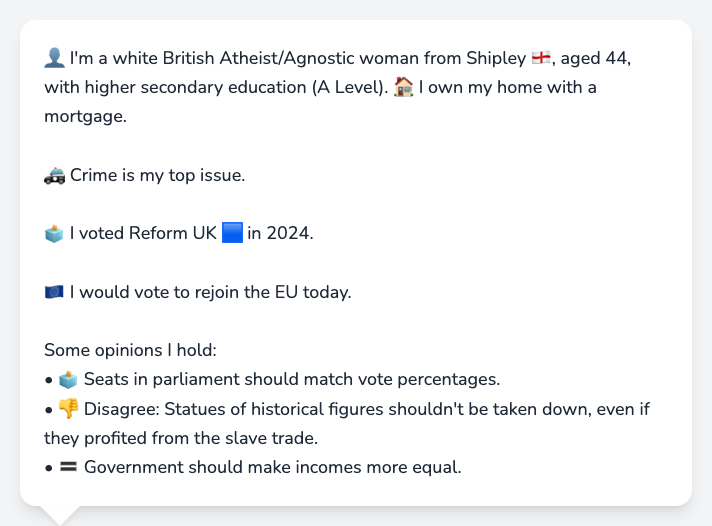 👤 I'm a white British Atheist/Agnostic woman from Shipley 🏴󠁧󠁢󠁥󠁮󠁧󠁿, aged 44,
with higher secondary education (A Level). 🏠 I own my home with a
mortgage.
🚓 Crime is my top issue.
🗳️ I voted Reform UK 🟦 in 2024.
🇪🇺 I would vote to rejoin the EU today.
Some opinions I hold:
• 🗳️ Seats in parliament should match vote percentages.
• 👎 Disagree: Statues of historical figures shouldn't be taken down, even if
they profited from the slave trade.
• 🟰 Government should make incomes more equal.